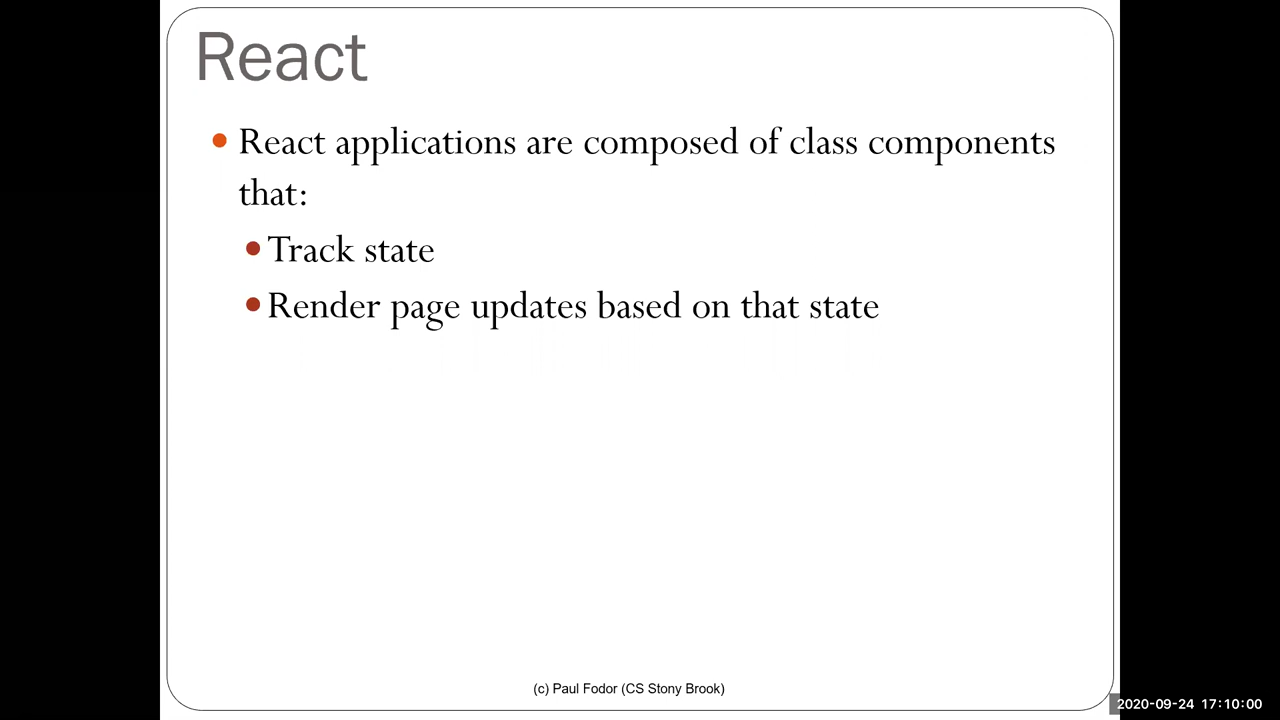 React
React applications are composed of class components
that:
Track state
Render page updates based on that state
(c) Paul Fodor (CS Stony Brook)
2020-09-24 17:10:00